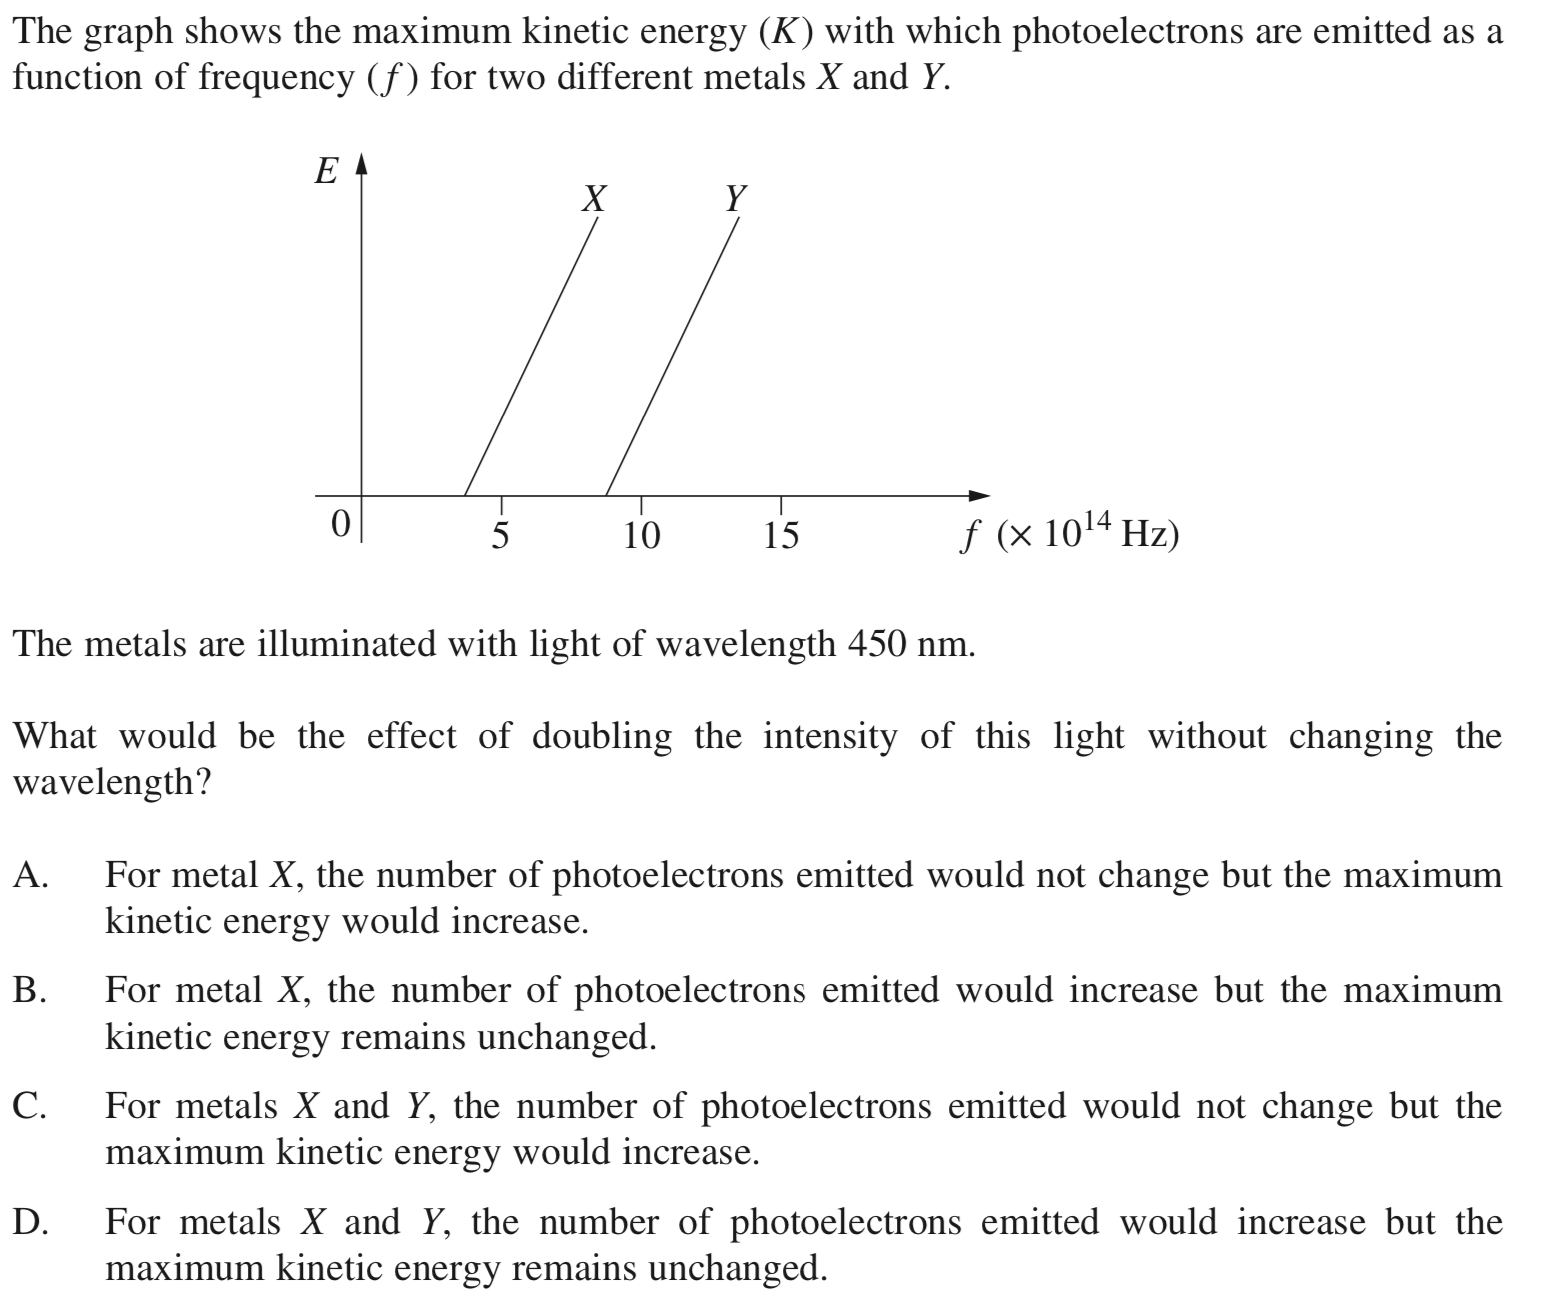 The graph shows the maximum kinetic energy (K) with which photoelectrons are emitted as a
function of frequency (f) for two different metals X and Y.
E
X Y
0
5 10 15 f (× 10¹⁴ Hz)
The metals are illuminated with light of wavelength 450 nm.
What would be the effect of doubling the intensity of this light without changing the
wavelength?
A. For metal X, the number of photoelectrons emitted would not change but the maximum
kinetic energy would increase.
B. For metal X, the number of photoelectrons emitted would increase but the maximum
kinetic energy remains unchanged.
C. For metals X and Y, the number of photoelectrons emitted would not change but the
maximum kinetic energy would increase.
D. For metals X and Y, the number of photoelectrons emitted would increase but the
maximum kinetic energy remains unchanged.